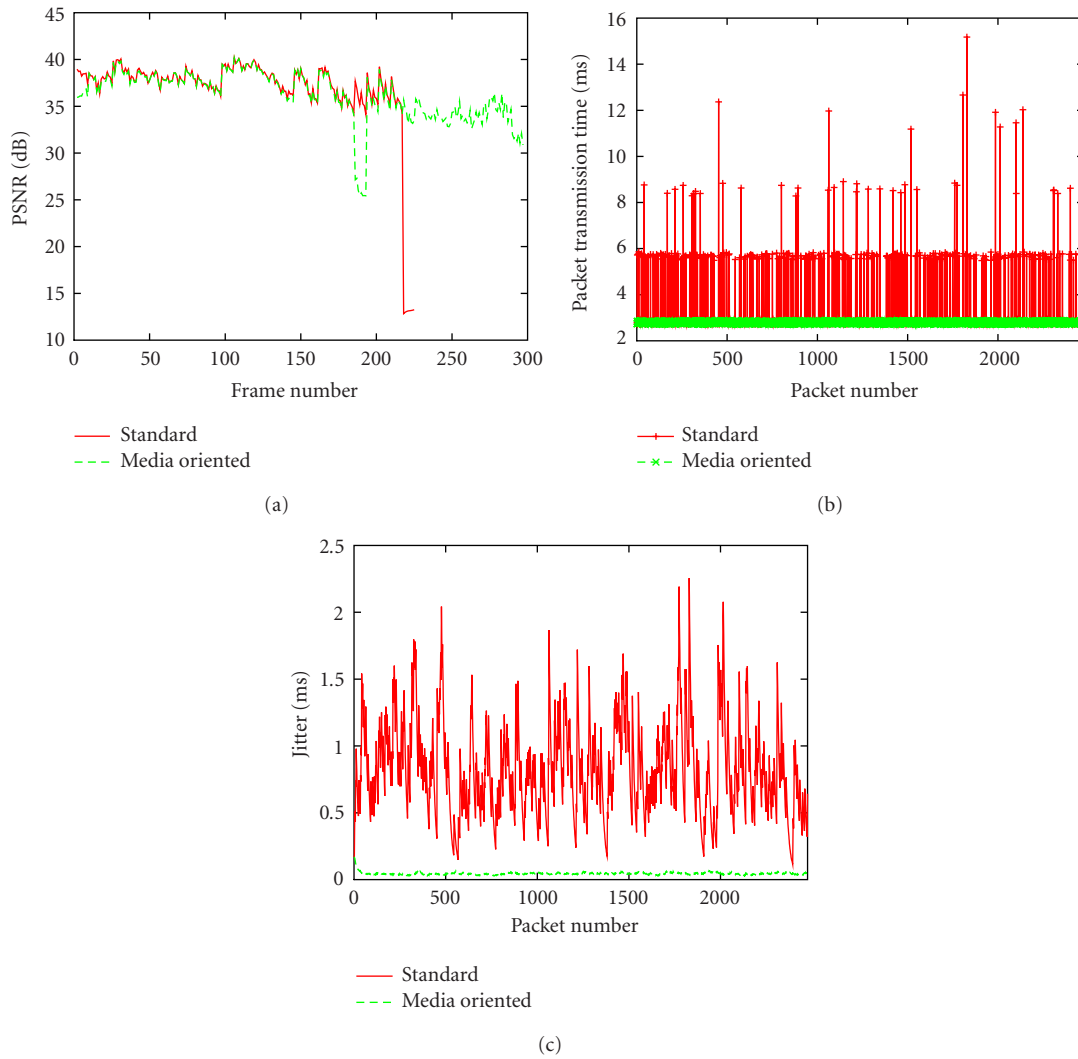 45
40
35
30
25
20
15
10
PSNR (dB)
0 50 100 150 200 250 300
Frame number
Standard
Media oriented
(a)
16
14
12
10
8
6
4
2
Packet transmission time (ms)
0 500 1000 1500 2000
Packet number
Standard
Media oriented
(b)
2.5
2
1.5
1
0.5
0
Jitter (ms)
0 500 1000 1500 2000
Packet number
Standard
Media oriented
(c)